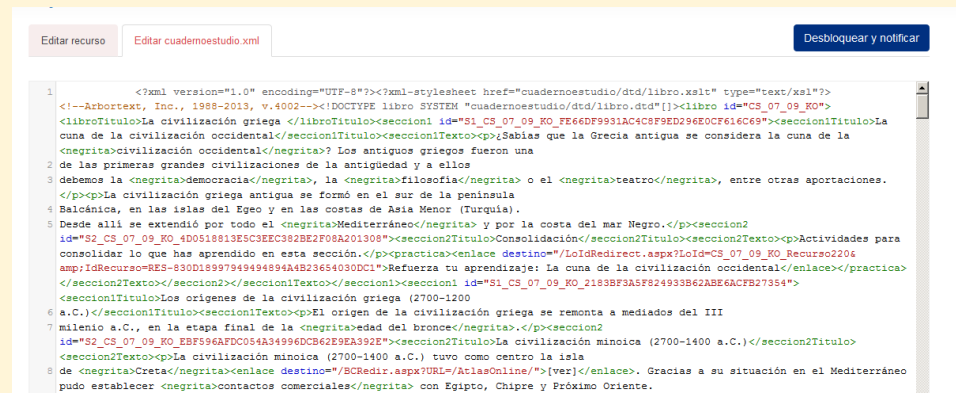 Editar recurso
Editar cuadernoestudio.xml
Desbloquear y notificar
1 <?xml version="1.0" encoding="UTF-8"?><?xml-stylesheet href="cuadernoestudio/dtd/libro.xslt" type="text/xsl"?>
<!--Arbortext, Inc., 1988-2013, v.4002--><!DOCTYPE libro SYSTEM "cuadernoestudio/dtd/libro.dtd"[]><libro id="CS_07_09_KO">
<libroTitulo>La civilización griega </libroTitulo><seccion1 id="S1_CS_07_09_KO_FE66DF9931AC4C8F9ED296E0CF616C69"><seccion1Titulo>La
cuna de la civilización occidental</seccion1Titulo><seccion1Texto><p>¿Sabías que la Grecia antigua se considera la cuna de la
<negrita>civilización occidental</negrita>? Los antiguos griegos fueron una
2 de las primeras grandes civilizaciones de la antigüedad y a ellos
3 debemos la <negrita>democracia</negrita>, la <negrita>filosofía</negrita> o el <negrita>teatro</negrita>, entre otras aportaciones.
</p><p>La civilización griega antigua se formó en el sur de la península
4 Balcánica, en las islas del Egeo y en las costas de Asia Menor (Turquía).
5 Desde allí se extendió por todo el <negrita>Mediterráneo</negrita> y por la costa del mar Negro.</p><seccion2
id="S2_CS_07_09_KO_4D0518813E5C3EEC382BE2F08A201308"><seccion2Titulo>Consolidación</seccion2Titulo><seccion2Texto><p>Actividades para
consolidar lo que has aprendido en esta sección.</p><practica><enlace destino="/LoIdRedirect.aspx?LoId=CS_07_09_KO_Recurso220&
amp;IdRecurso=RES-830D18997949494894A4B23654030DC1">Refuerza tu aprendizaje: La cuna de la civilización occidental</enlace></practica>
</seccion2Texto></seccion2></seccion1Texto></seccion1><seccion1 id="S1_CS_07_09_KO_2183BF3A5F824933B62ABE6ACFB27354">
<seccion1Titulo>Los orígenes de la civilización griega (2700-1200
6 a.C.)</seccion1Titulo><seccion1Texto><p>El origen de la civilización griega se remonta a mediados del III
7 milenio a.C., en la etapa final de la <negrita>edad del bronce</negrita>.</p><seccion2
id="S2_CS_07_09_KO_EBF596AFDC054A34996DCB62E9EA392E"><seccion2Titulo>La civilización minoica (2700-1400 a.C.)</seccion2Titulo>
<seccion2Texto><p>La civilización minoica (2700-1400 a.C.) tuvo como centro la isla
8 de <negrita>Creta</negrita><enlace destino="/BCRedir.aspx?URL=/AtlasOnline/">[ver]</enlace>. Gracias a su situación en el Mediterráneo
pudo establecer <negrita>contactos comerciales</negrita> con Egipto, Chipre y Próximo Oriente.